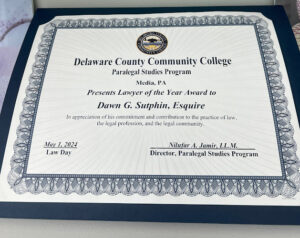 Delaware County Community College
Paralegal Studies Program
Media, PA
Presents Lawyer of the Year Award to
Dawn G. Sutphin, Esquire
In appreciation of his commitment and contribution to the practice of law,
the legal profession, and the legal community.
May 1, 2024
Law Day
Nilufar A. Jamir, LL.M.
Director, Paralegal Studies Program